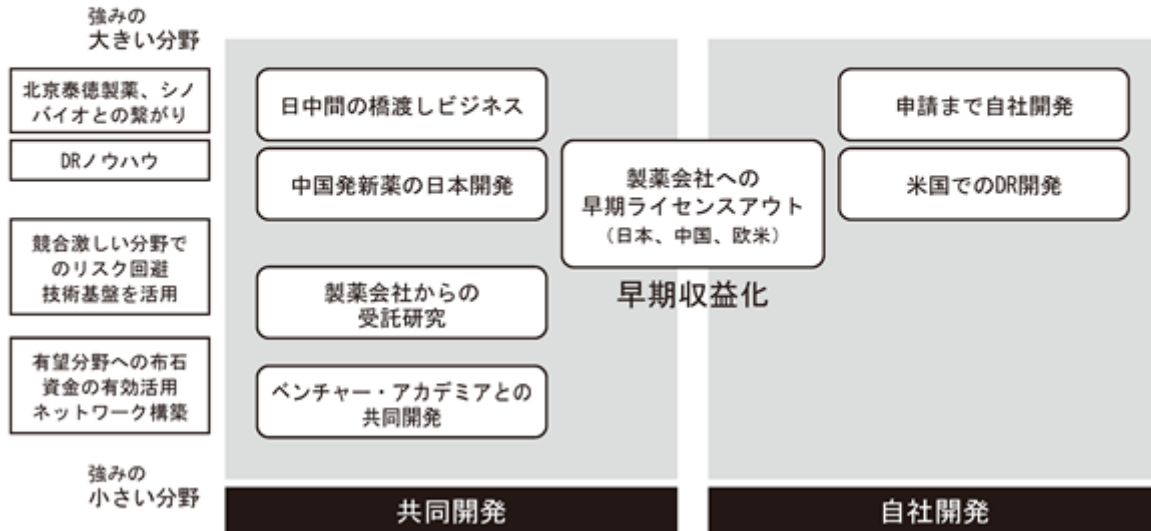 強みの
大きい分野
北京泰德製薬、シノ
バイオとの繋がり
DRノウハウ
競合激しい分野で
のリスク回避
技術基盤を活用
有望分野への布石
資金の有効活用
ネットワーク構築
強みの
小さい分野
日中間の橋渡しビジネス
中国発新薬の日本開発
製薬会社からの
受託研究
ベンチャー・アカデミアとの
共同開発
製薬会社への
早期ライセンスアウト
（日本、中国、欧米）
早期収益化
申請まで自社開発
米国でのDR開発
共同開発
自社開発